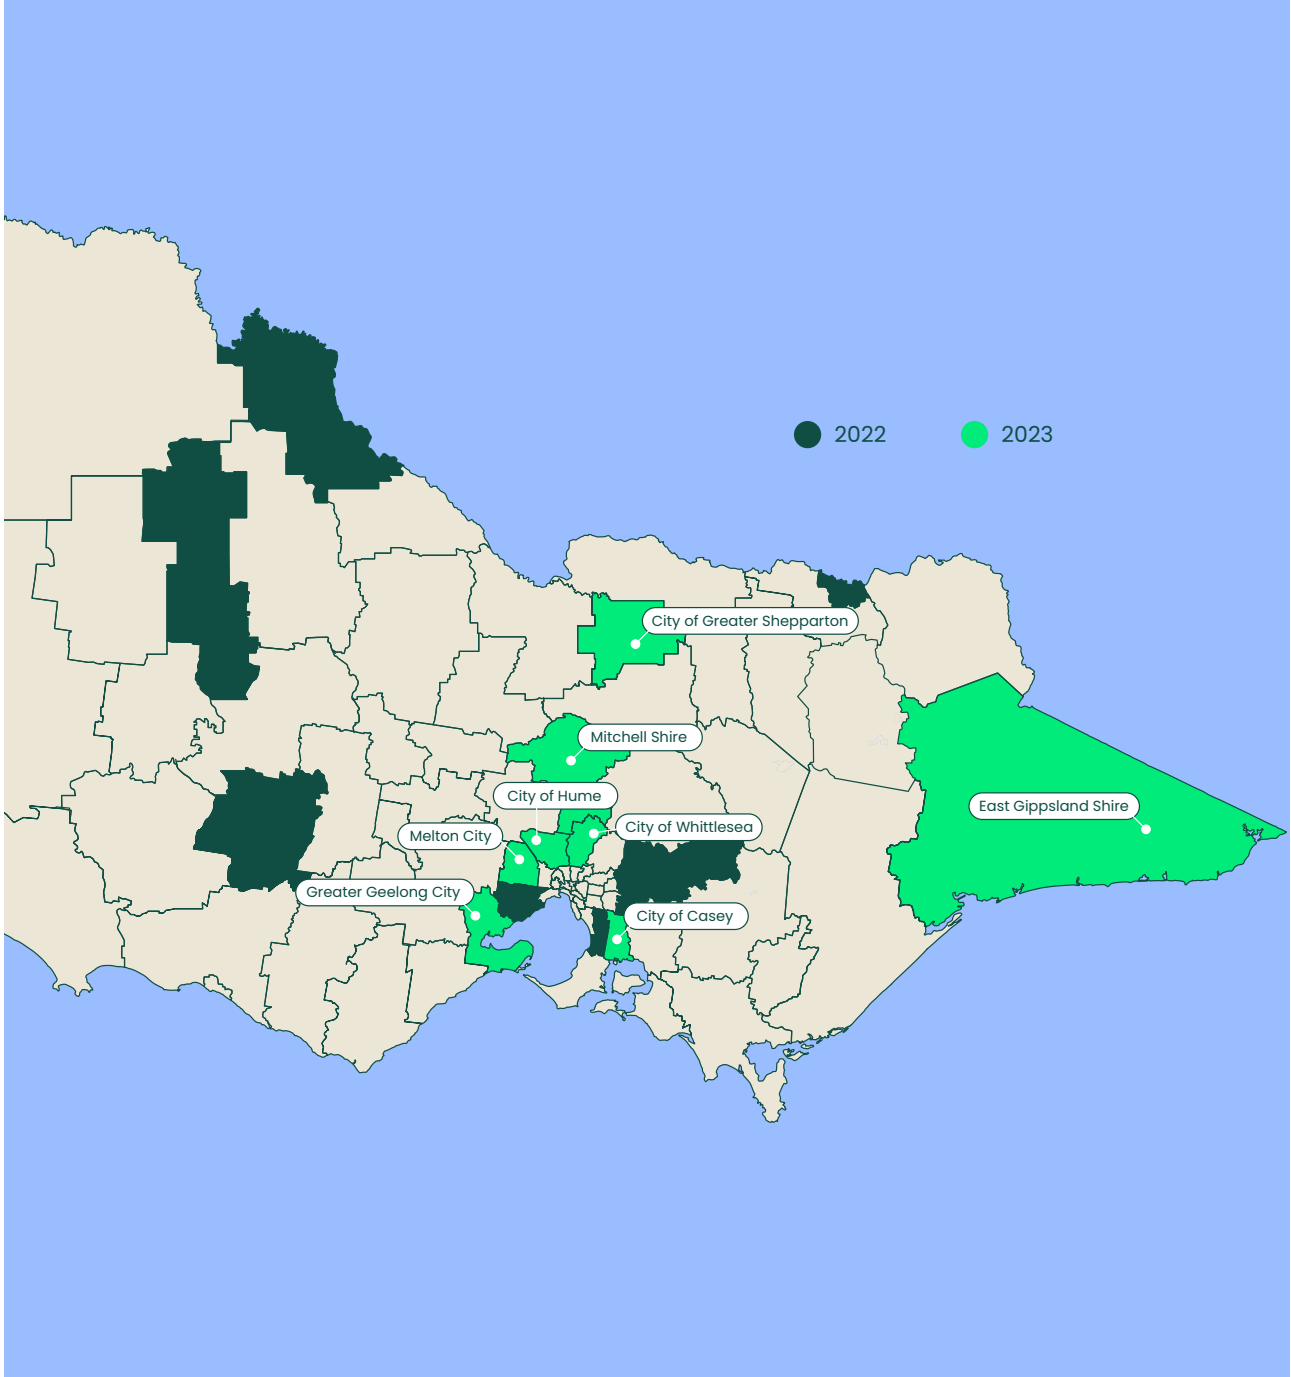 2022
2023
City of Greater Shepparton
Mitchell Shire
City of Hume
East Gippsland Shire
City of Whittlesea
Melton City
Greater Geelong City
City of Casey